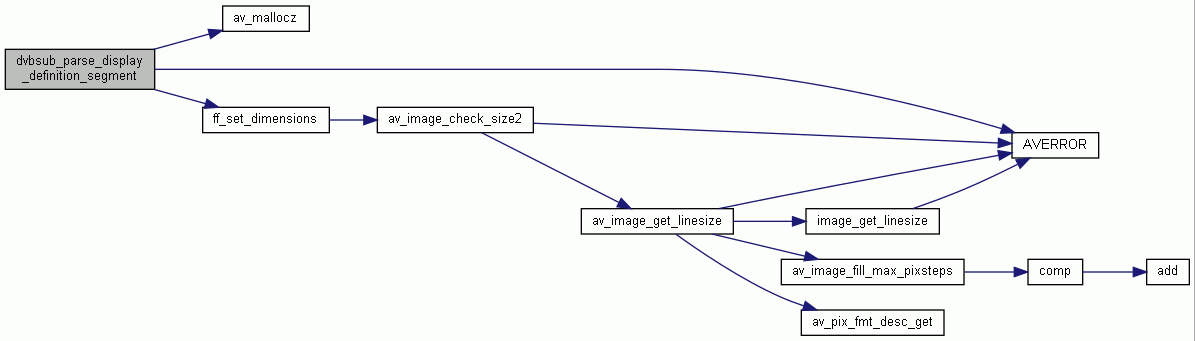 av_mallocz
dvbsub_parse_display
_definition_segment
ff_set_dimensions
av_image_check_size2
AVERROR
av_image_get_linesize
image_get_linesize
av_image_fill_max_pixsteps
comp
add
av_pix_fmt_desc_get